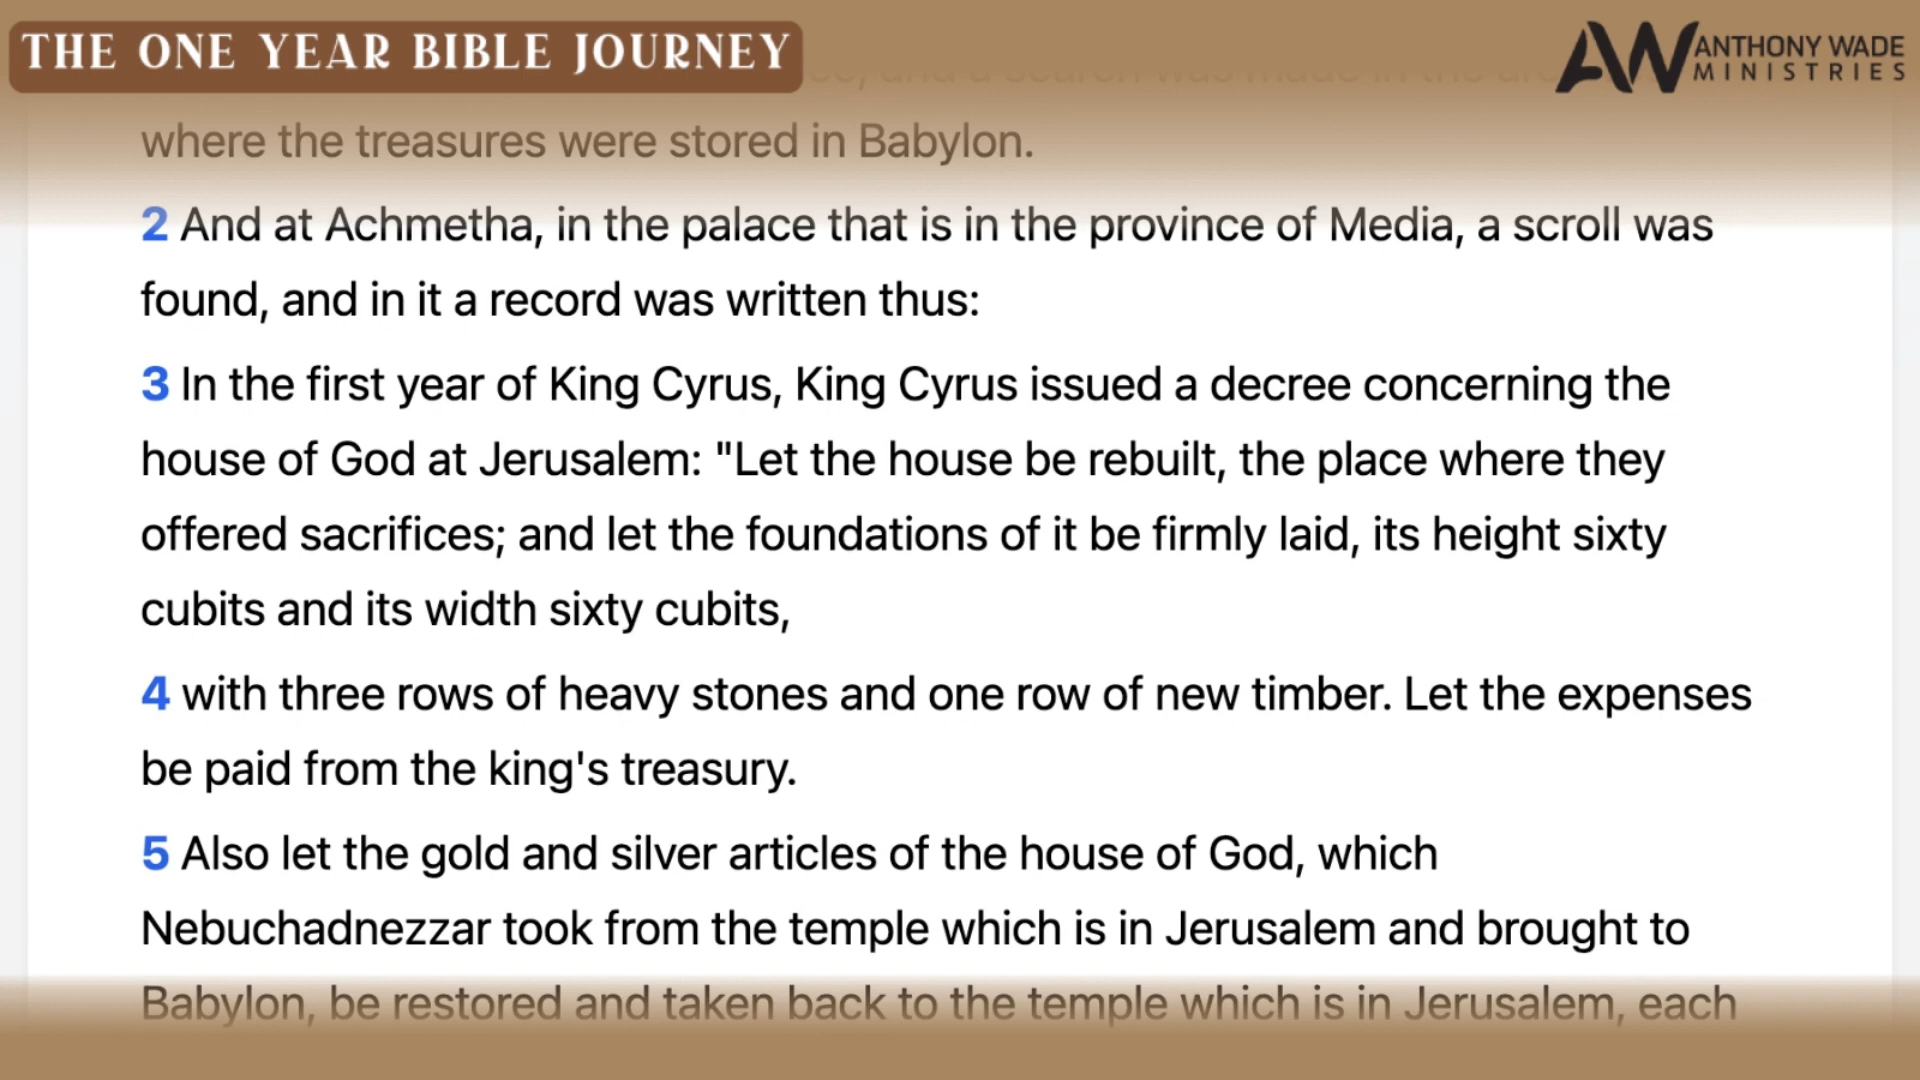 THE ONE YEAR BIBLE JOURNEY
ANTHONY WADE
MINISTRIES
and a search was made in the
where the treasures were stored in Babylon.
2 And at Achmetha, in the palace that is in the province of Media, a scroll was
found, and in it a record was written thus:
3 In the first year of King Cyrus, King Cyrus issued a decree concerning the
house of God at Jerusalem: "Let the house be rebuilt, the place where they
offered sacrifices; and let the foundations of it be firmly laid, its height sixty
cubits and its width sixty cubits,
4 with three rows of heavy stones and one row of new timber. Let the expenses
be paid from the king's treasury.
5 Also let the gold and silver articles of the house of God, which
Nebuchadnezzar took from the temple which is in Jerusalem and brought to
Babylon, be restored and taken back to the temple which is in Jerusalem, each